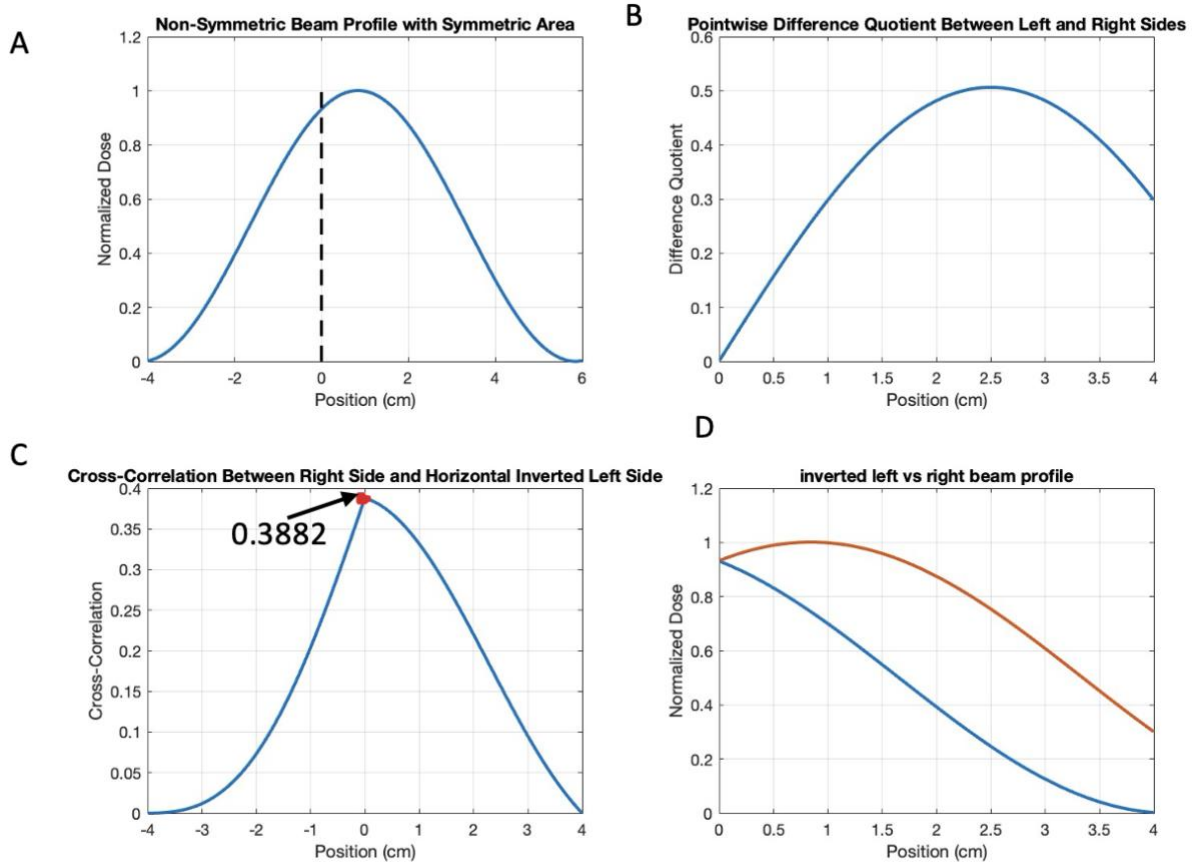 A
Non-Symmetric Beam Profile with Symmetric Area
1.2
1
0.8
0.6
0.4
0.2
0
Normalized Dose
-4 -2 0 2 4 6
Position (cm)
B
Pointwise Difference Quotient Between Left and Right Sides
0.6
0.5
0.4
0.3
0.2
0.1
0
Difference Quotient
0 0.5 1 1.5 2 2.5 3 3.5 4
Position (cm)
C
Cross-Correlation Between Right Side and Horizontal Inverted Left Side
0.4
0.35
0.3
0.25
0.2
0.15
0.1
0.05
0
0.3882
Cross-Correlation
-4 -3 -2 -1 0 1 2 3 4
Position (cm)
D
inverted left vs right beam profile
1.2
1
0.8
0.6
0.4
0.2
0
Normalized Dose
0 0.5 1 1.5 2 2.5 3 3.5 4
Position (cm)